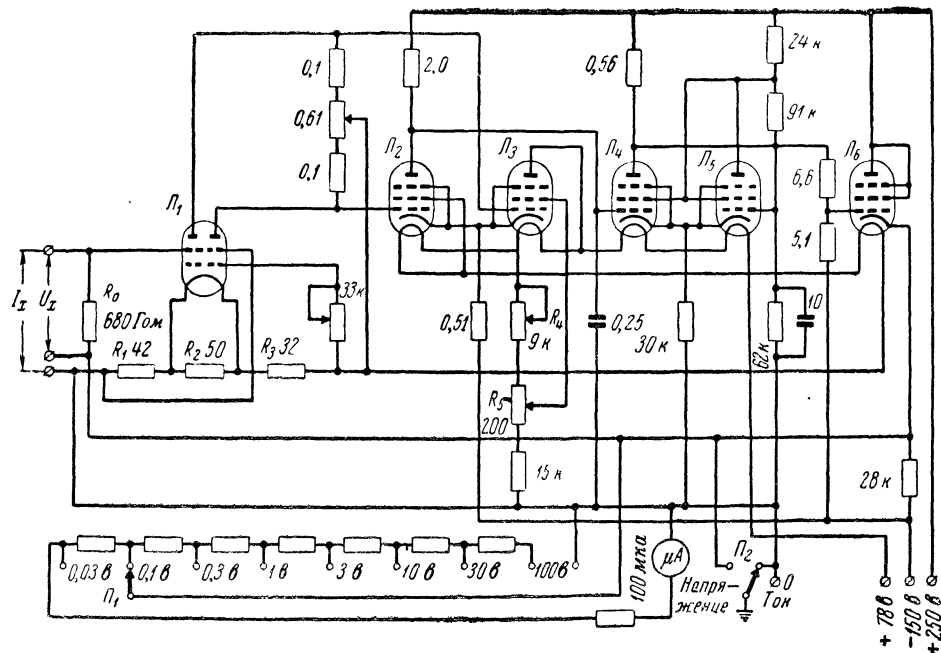 24 к
0,1
2,0
0,56
0,61
91 к
Л₂
Л₃
Л₄
Л₅
Л₆
0,1
6,6
Л₁
5,1
Iₓ
Uₓ
R₀
680 Гом
33к
0,51
R₄
9 к
0,25
30 к
62к
10
R₁ 42
R₂ 50
R₃ 32
R₅
200
15 к
28 к
0,03 в
0,1 в
0,3 в
1 в
3 в
10 в
30 в
100 в
П₁
100 мка
μA
П₂
Напря-
жение
0
Ток
+ 78 в
-150 в
+250 в